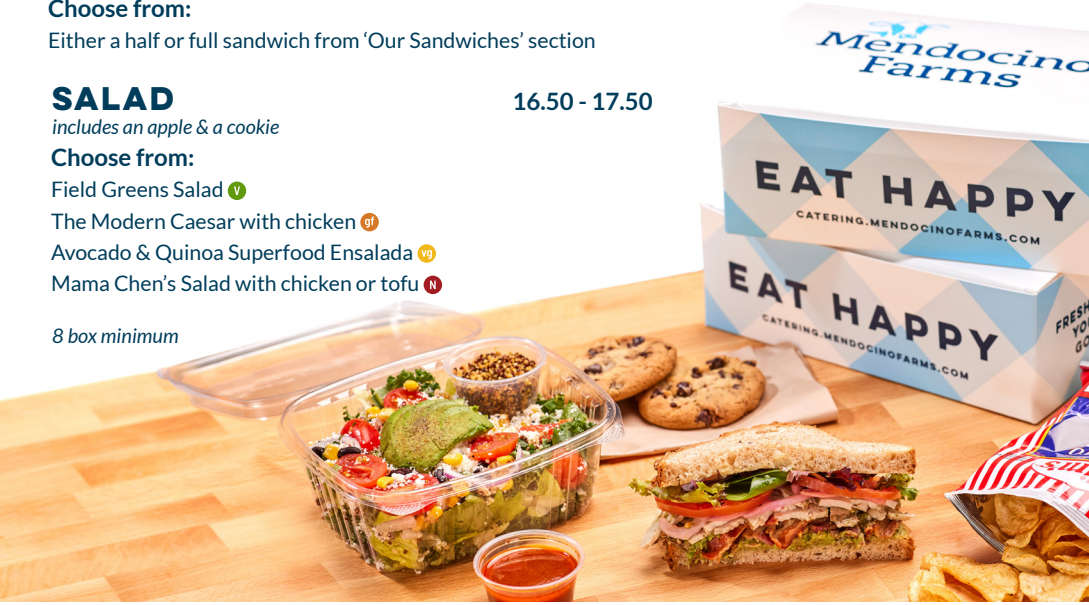 Choose from:
Either a half or full sandwich from ‘Our Sandwiches’ section
SALAD
16.50 - 17.50
includes an apple & a cookie
Choose from:
Field Greens Salad V
The Modern Caesar with chicken gf
Avocado & Quinoa Superfood Ensalada vg
Mama Chen’s Salad with chicken or tofu N
8 box minimum
Mendocino
Farms
EAT HAPPY
CATERING.MENDOCINOFARMS.COM
EAT HAPPY
CATERING.MENDOCINOFARMS.COM
FRESH
YO
GO